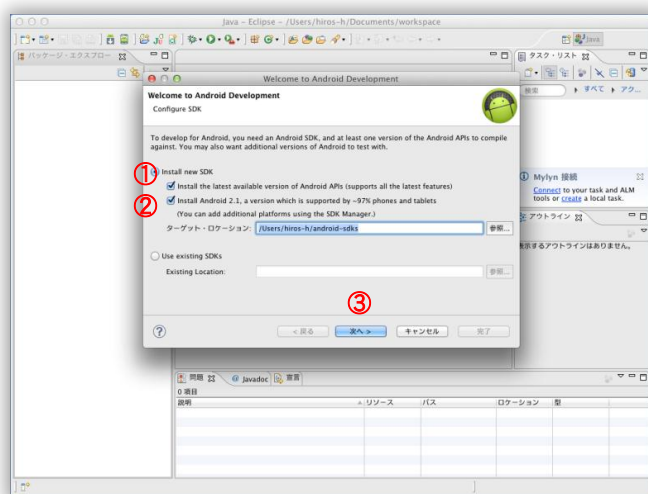 Java – Eclipse – /Users/hiros-h/Documents/workspace
Java
パッケージ・エクスプロー
タスク・リスト
検索
すべて
アク...
Welcome to Android Development
Welcome to Android Development
Configure SDK
To develop for Android, you need an Android SDK, and at least one version of the Android APIs to compile
against. You may also want additional versions of Android to test with.
① Install new SDK
Install the latest available version of Android APIs (supports all the latest features)
② Install Android 2.1, a version which is supported by ~97% phones and tablets
(You can add additional platforms using the SDK Manager.)
ターゲット・ロケーション: /Users/hiros-h/android-sdks 参照...
Use existing SDKs
Existing Location: 参照...
③
? < 戻る 次へ > キャンセル 完了
Mylyn 接続
Connect to your task and ALM
tools or create a local task.
アウトライン
表示するアウトラインはありません。
問題 @ Javadoc 宣言
0 項目
説明 リソース パス ロケーション 型